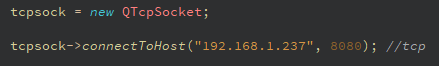 tcpsock = new QTcpSocket;
tcpsock->connectToHost("192.168.1.237", 8080); //tcp